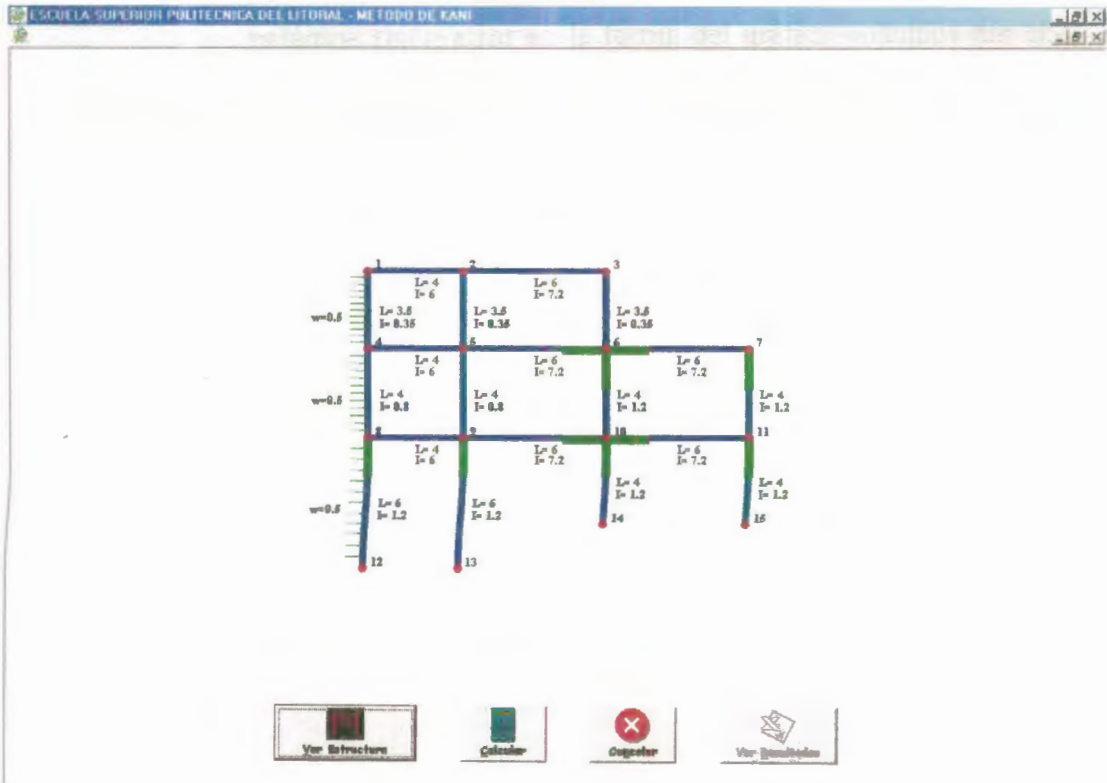 ESCUELA SUPERIOR POLITECNICA DEL LITORAL - METODO DE KANI
1 2 3
L= 4 L= 6
I= 6 I= 7.2
w=0.5 L= 3.5 L= 3.5 L= 3.5
I= 0.35 I= 0.35 I= 0.35
4 5 6 7
L= 4 L= 6 L= 6
I= 6 I= 7.2 I= 7.2
w=0.5 L= 4 L= 4 L= 4 L= 4
I= 0.8 I= 0.8 I= 1.2 I= 1.2
8 9 10 11
L= 4 L= 6 L= 6
I= 6 I= 7.2 I= 7.2
L= 4 L= 4
I= 1.2 I= 1.2
w=0.5 L= 6 L= 6
I= 1.2 I= 1.2
14 15
12 13
Ver Estructura Calcular Cancelar Ver Resultados